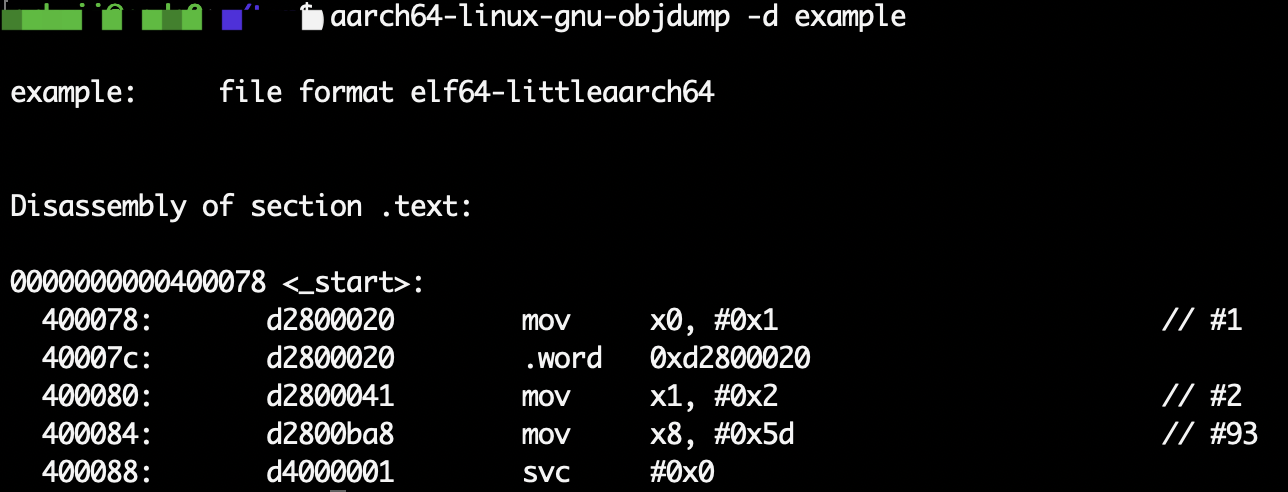 $ aarch64-linux-gnu-objdump -d example
example:     file format elf64-littleaarch64
Disassembly of section .text:
0000000000400078 <_start>:
400078:       d2800020        mov     x0, #0x1                        // #1
40007c:       d2800020        .word   0xd2800020
400080:       d2800041        mov     x1, #0x2                        // #2
400084:       d2800ba8        mov     x8, #0x5d                       // #93
400088:       d4000001        svc     #0x0